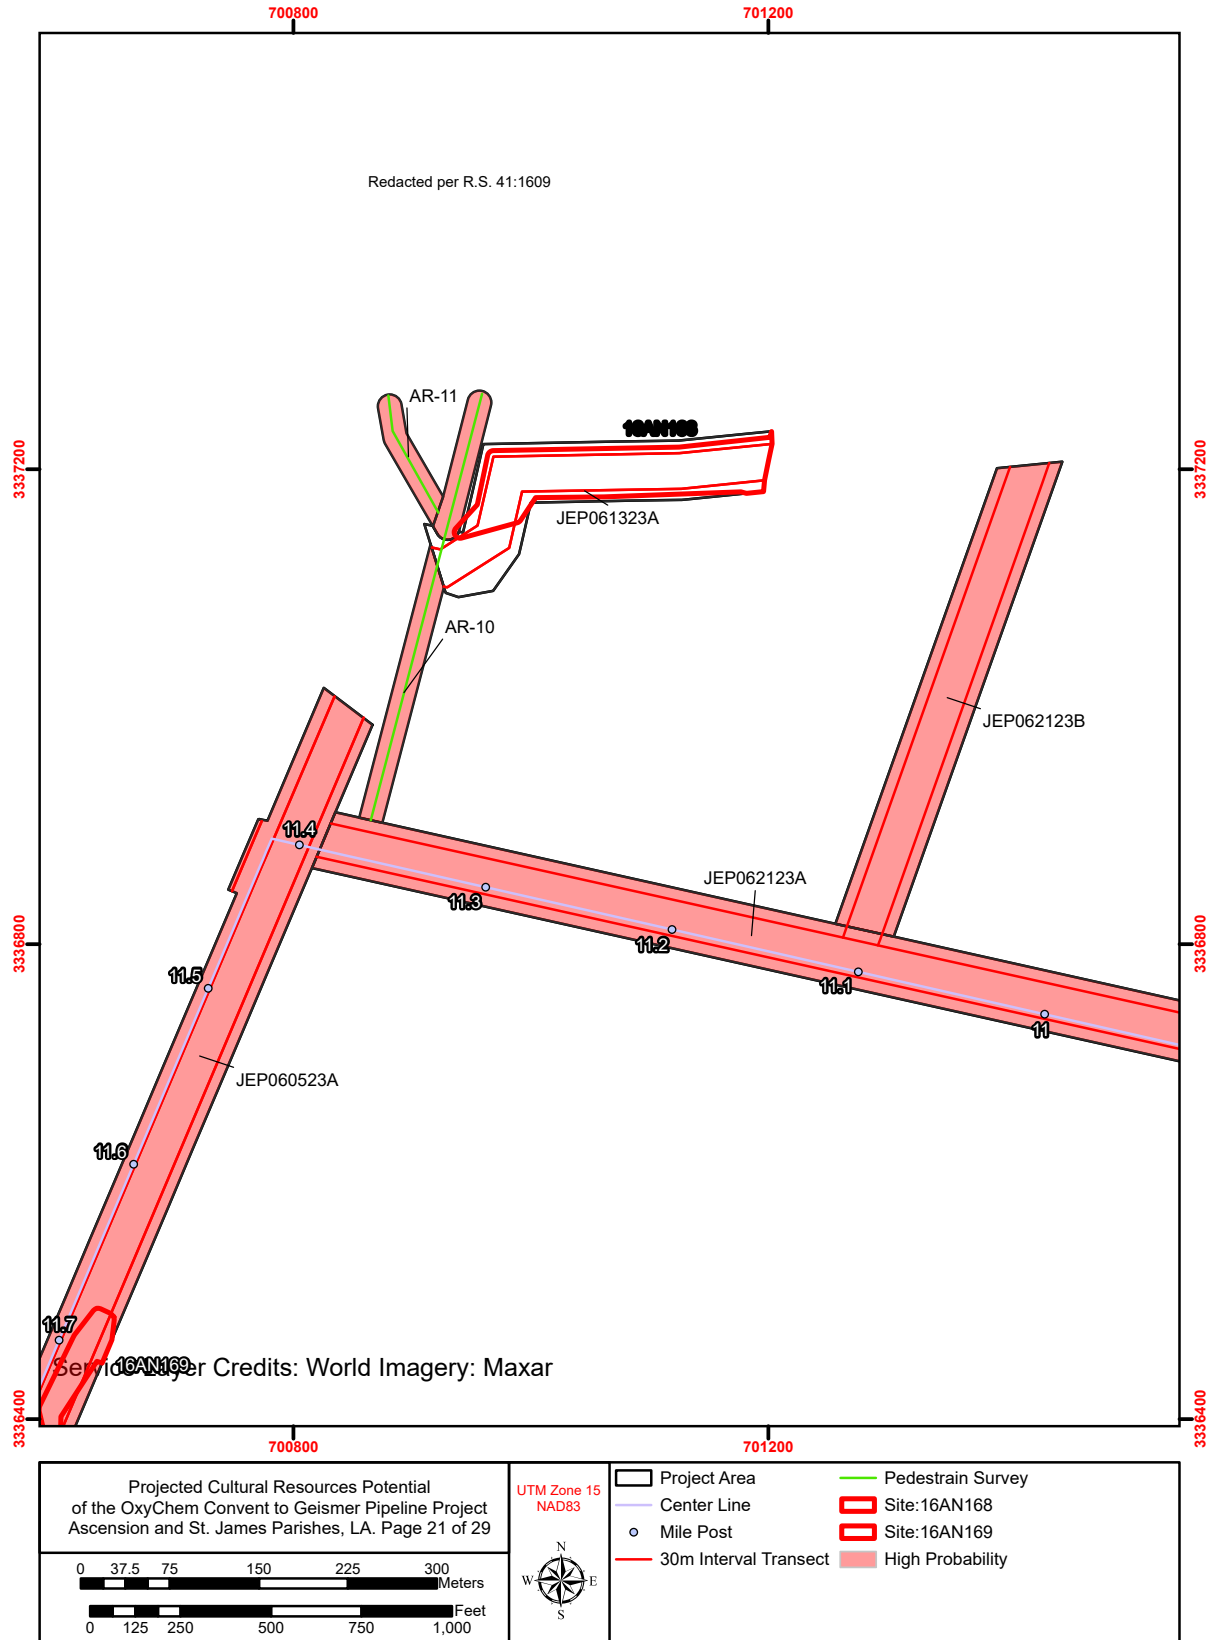 700800
701200
Redacted per R.S. 41:1609
AR-11
16AN168
3337200
3337200
JEP061323A
AR-10
JEP062123B
11.4
JEP062123A
11.3
11.2
3336800
3336800
11.5
11.1
11
JEP060523A
11.6
11.7
16AN169
Service Layer Credits: World Imagery: Maxar
3336400
3336400
700800
701200
Projected Cultural Resources Potential
of the OxyChem Convent to Geismer Pipeline Project
Ascension and St. James Parishes, LA. Page 21 of 29
0 37.5 75 150 225 300
Meters
Feet
0 125 250 500 750 1,000
UTM Zone 15
NAD83
N
W E
S
Project Area
Center Line
Mile Post
30m Interval Transect
Pedestrain Survey
Site:16AN168
Site:16AN169
High Probability